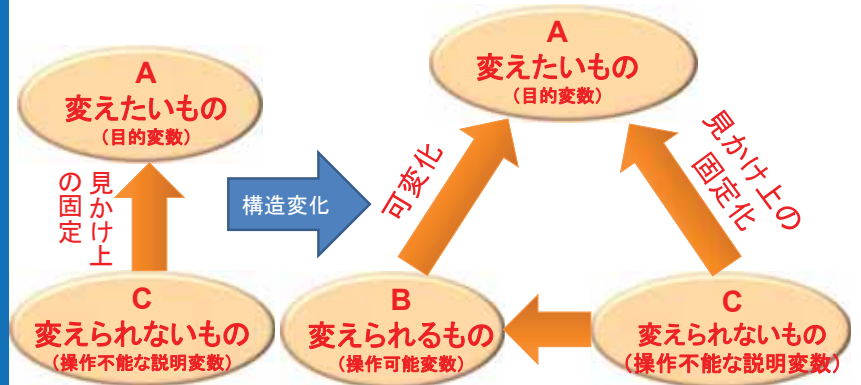 A
変えたいもの
(目的変数)
見かけ上
の固定
C
変えられないもの
(操作不能な説明変数)
構造変化
A
変えたいもの
(目的変数)
可変化
見かけ上の
固定化
B
変えられるもの
(操作可能変数)
C
変えられないもの
(操作不能な説明変数)